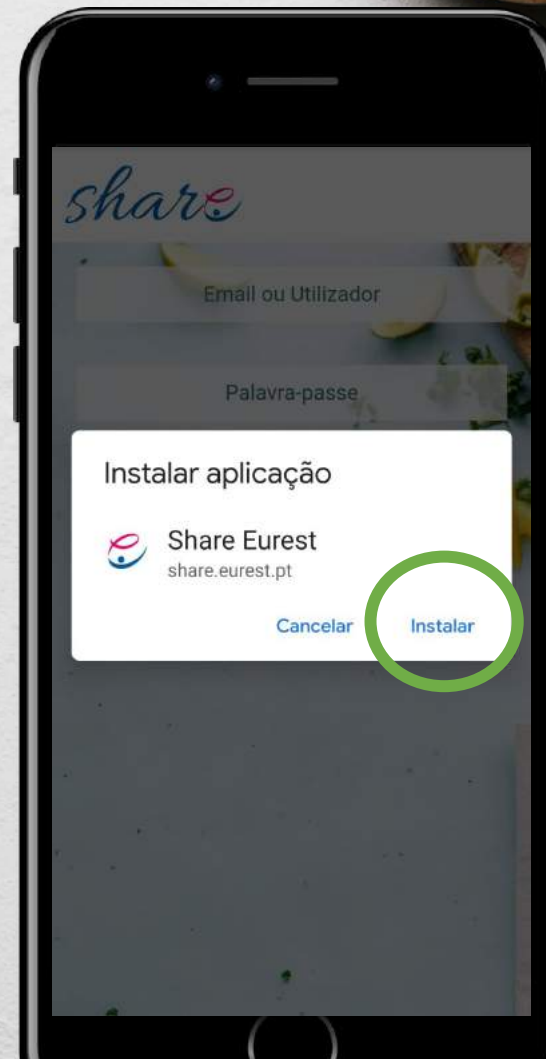 share
Email ou Utilizador
Palavra-passe
Instalar aplicação
Share Eurest
share.eurest.pt
Cancelar Instalar